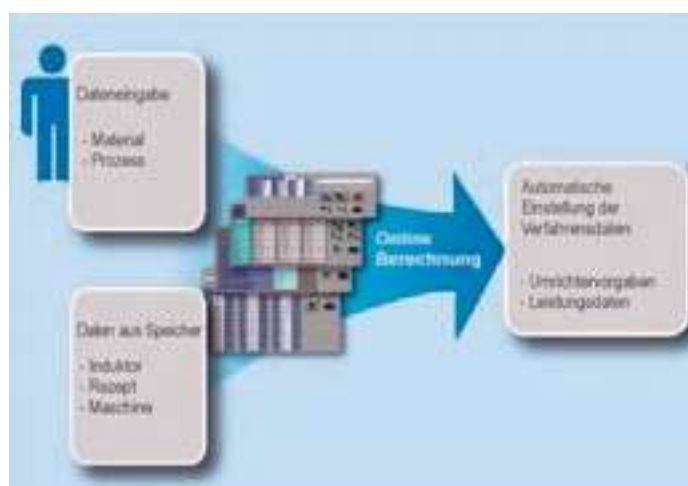 Dateneingabe
- Material
- Prozess
Daten aus Speicher
- Induktor
- Rezept
- Maschine
Online
Berechnung
Automatische
Einstellung der
Verfahrensdaten
- Umrichtervorgaben
- Leistungsdaten